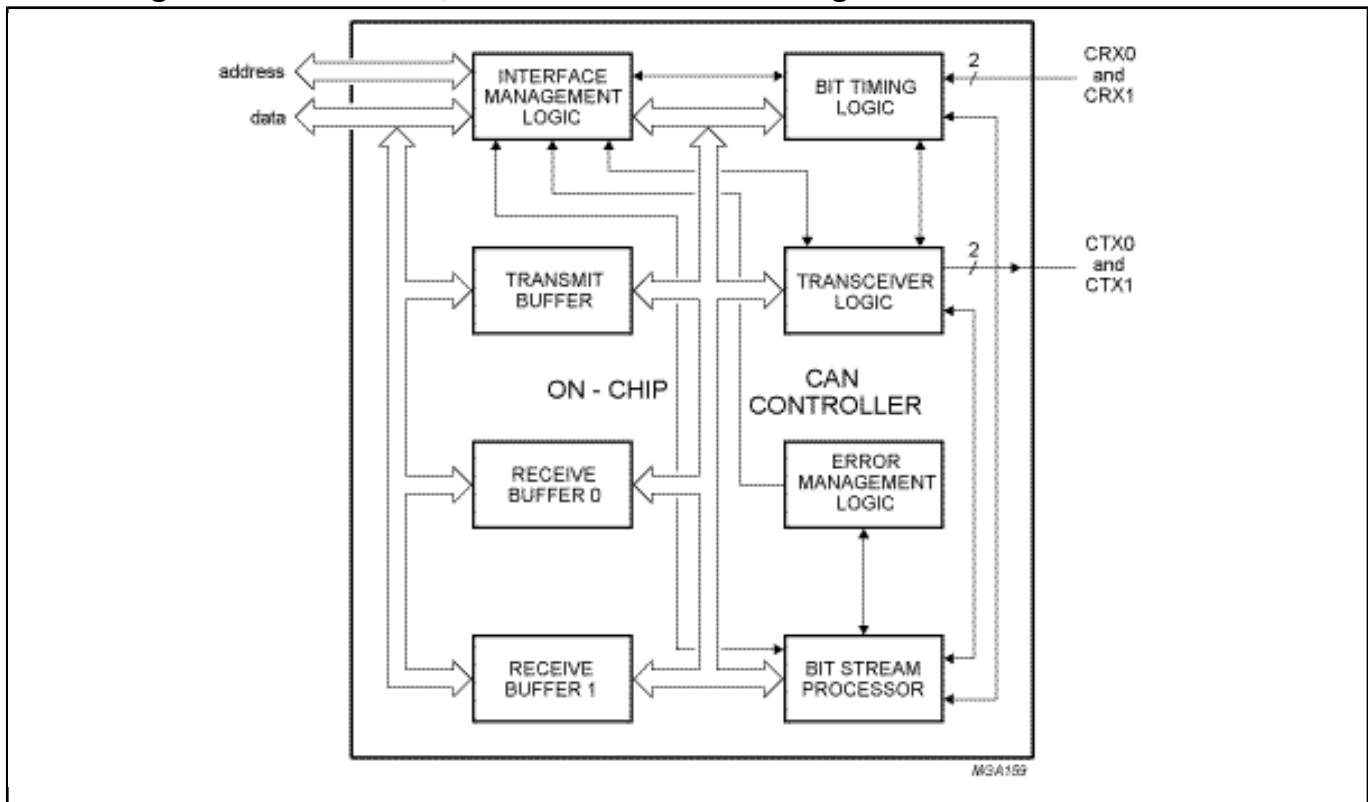 address
data
INTERFACE
MANAGEMENT
LOGIC
BIT TIMING
LOGIC
2
CRX0
and
CRX1
TRANSMIT
BUFFER
TRANSCEIVER
LOGIC
2
CTX0
and
CTX1
ON - CHIP
CAN
CONTROLLER
RECEIVE
BUFFER 0
ERROR
MANAGEMENT
LOGIC
RECEIVE
BUFFER 1
BIT STREAM
PROCESSOR
MGA159